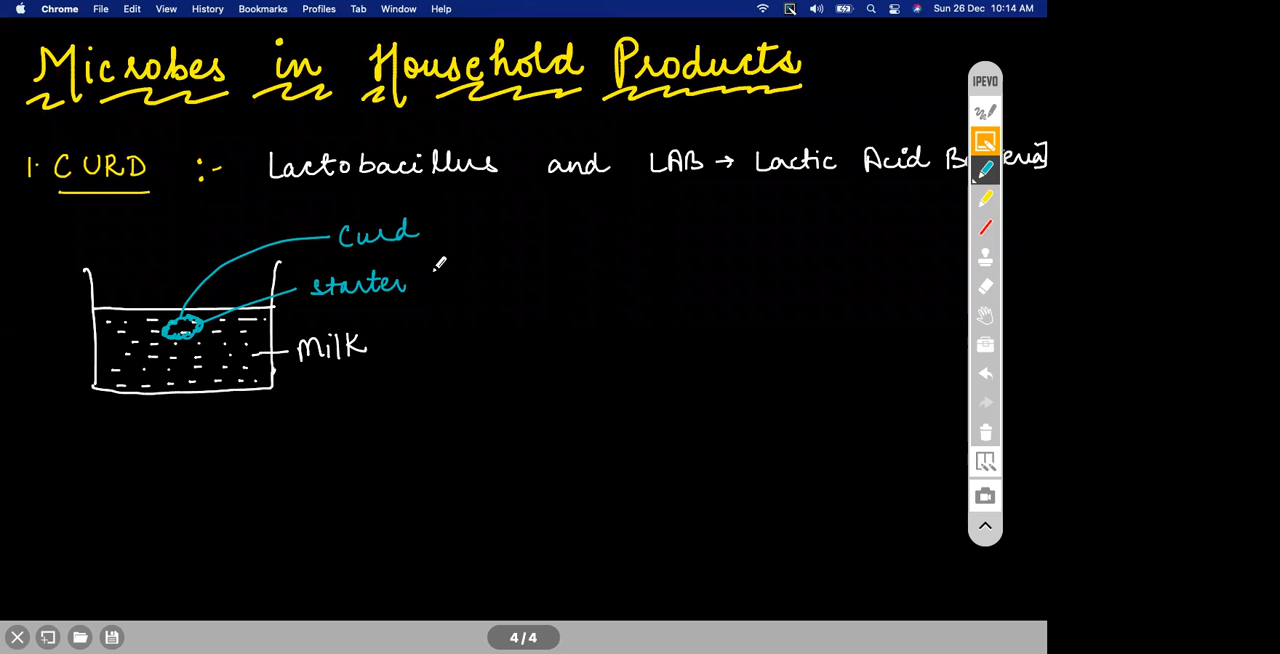 Chrome File Edit View History Bookmarks Profiles Tab Window Help Sun 26 Dec 10:14 AM
Microbes in Household Products
IPEVO
1. CURD :- Lactobacillus and LAB → Lactic Acid
Curd
starter
Milk
4/4